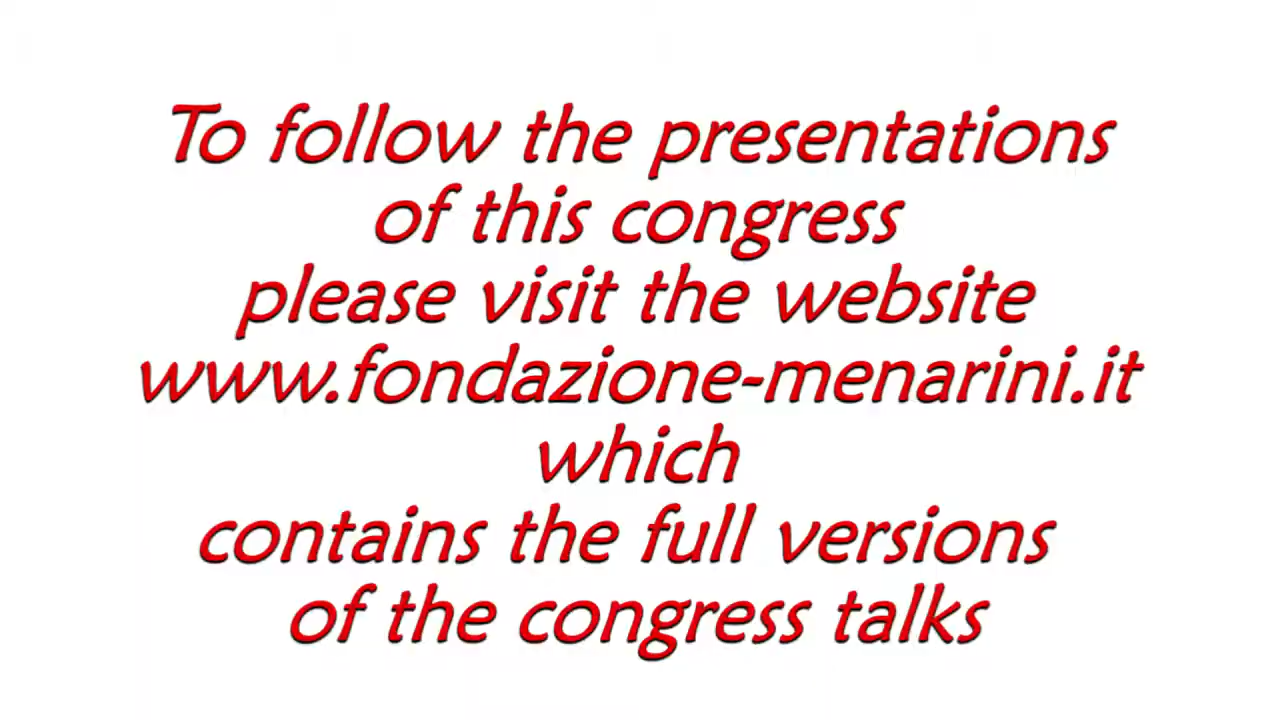 To follow the presentations
of this congress
please visit the website
www.fondazione-menarini.it
which
contains the full versions
of the congress talks